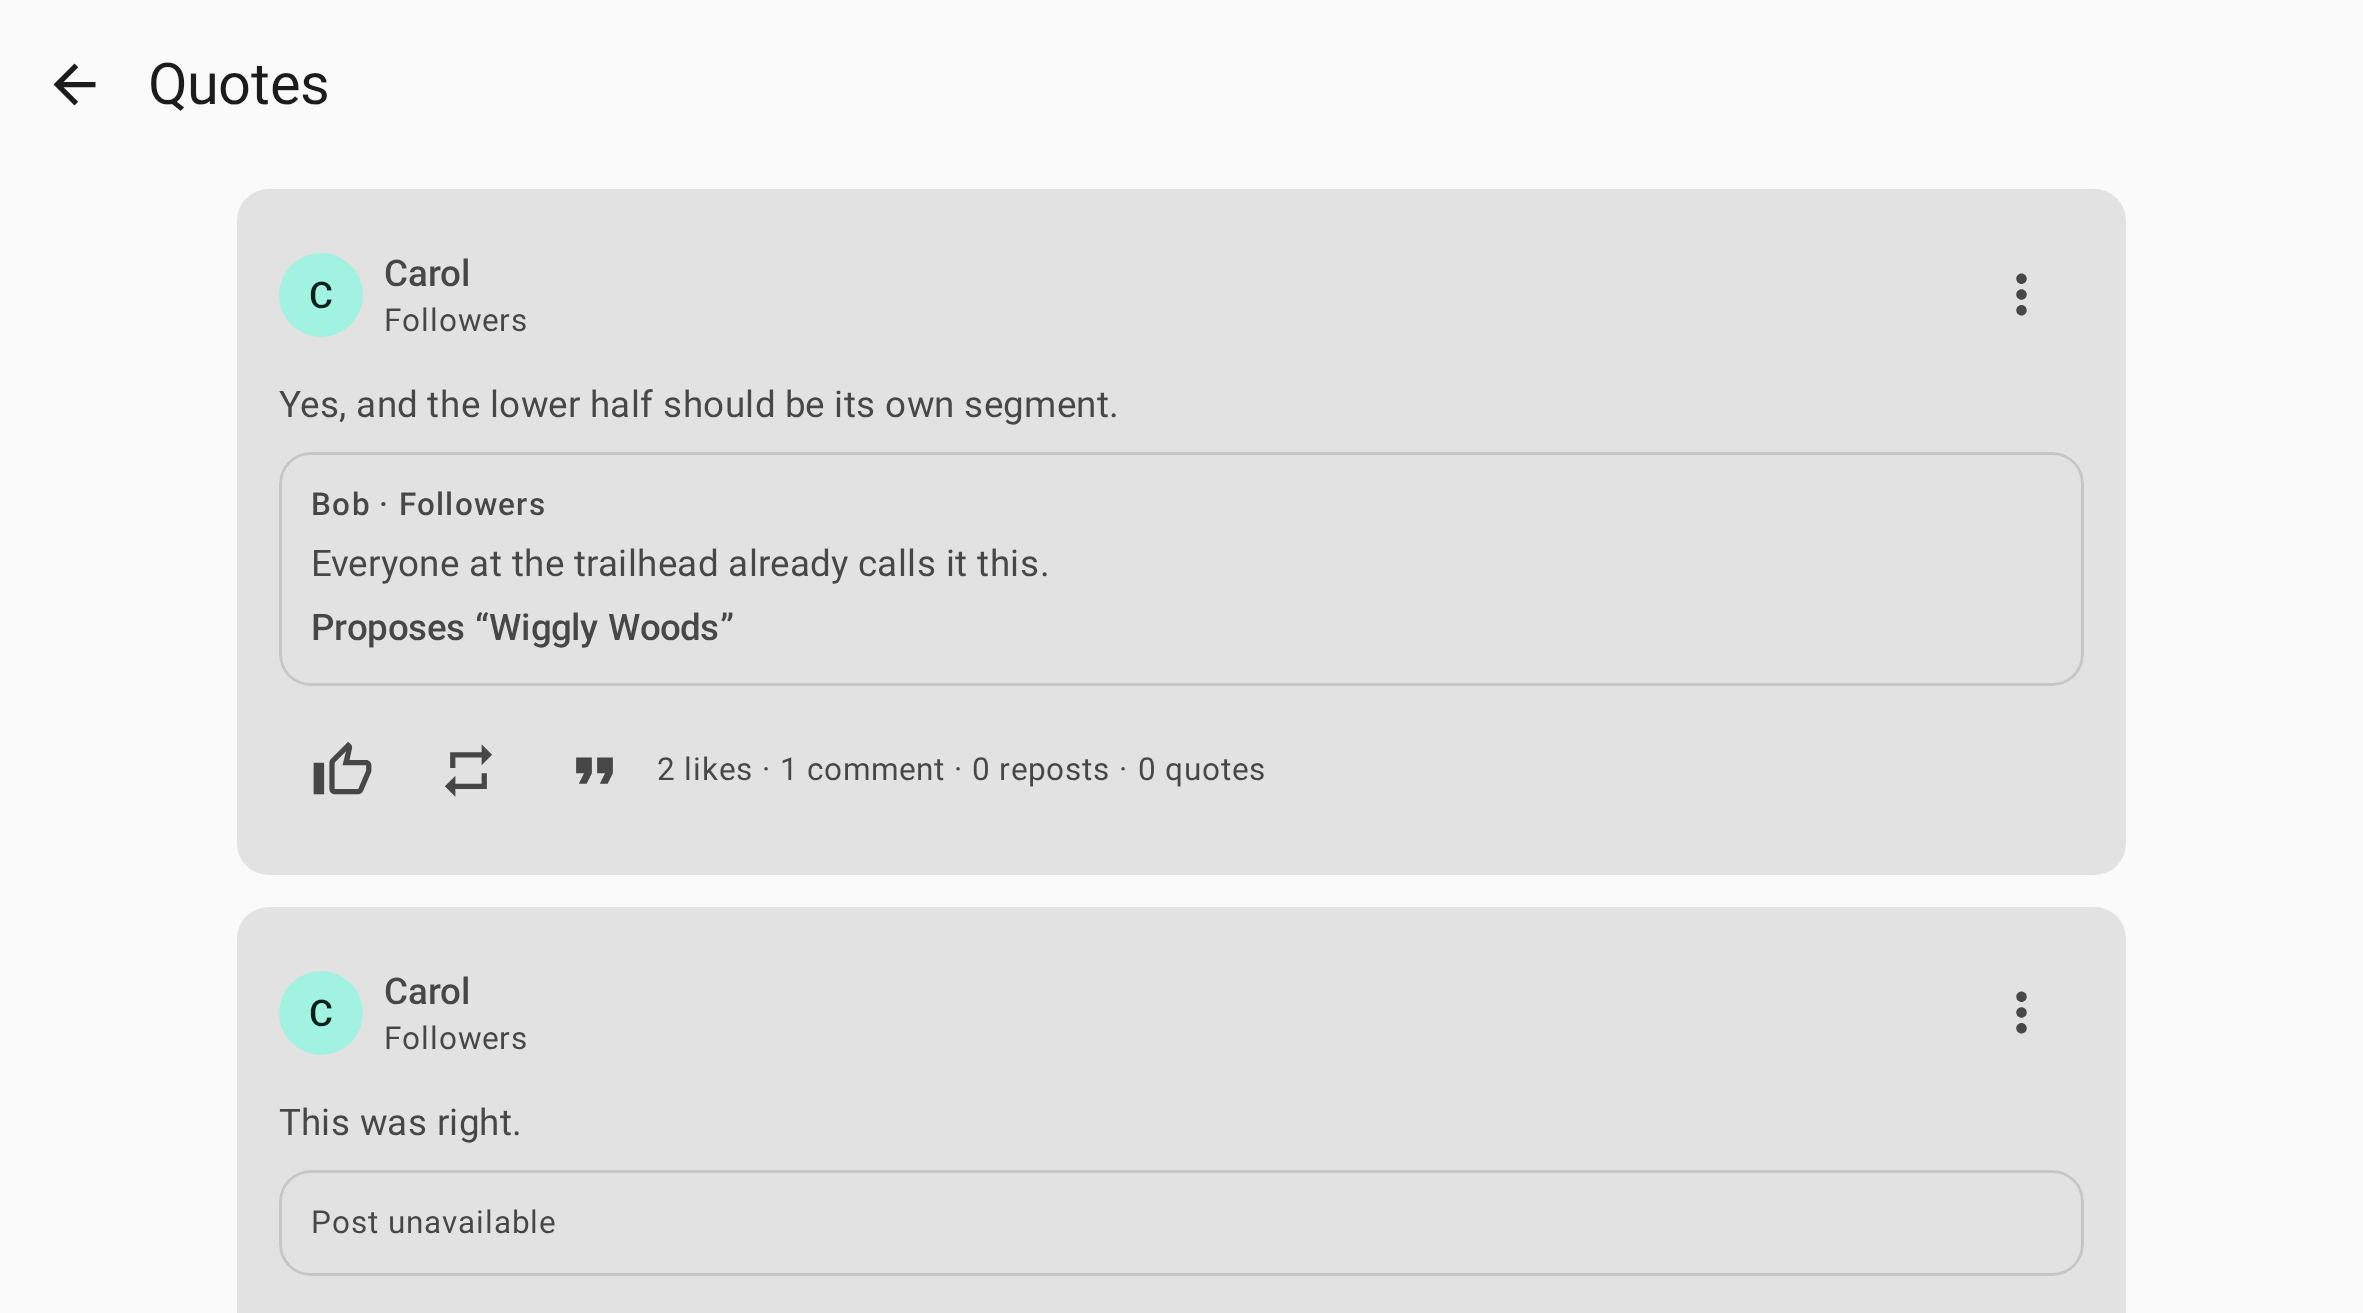 Quotes
C
Carol
Followers
Yes, and the lower half should be its own segment.
Bob · Followers
Everyone at the trailhead already calls it this.
Proposes “Wiggly Woods”
2 likes · 1 comment · 0 reposts · 0 quotes
C
Carol
Followers
This was right.
Post unavailable